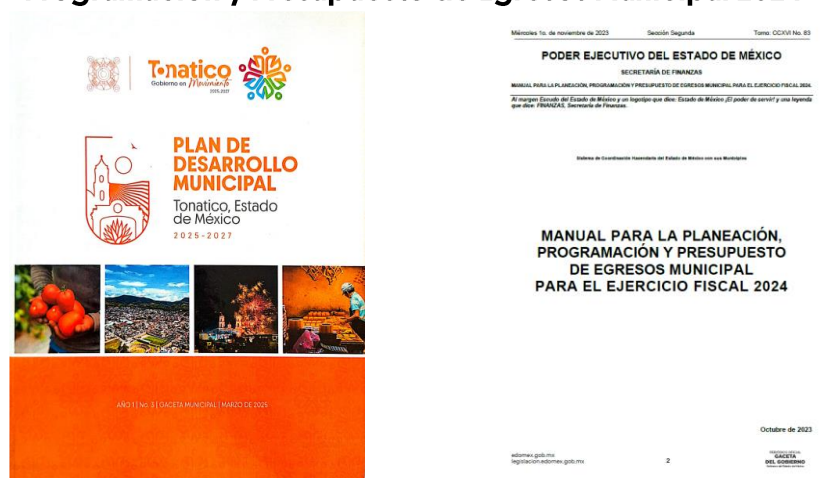 Programación y Presupuesto de Egresos Municipal 2024
Tonatico
Gobierno en Movimiento
2025-2027
PLAN DE
DESARROLLO
MUNICIPAL
Tonatico, Estado
de México
2025-2027
AÑO 1 | No. 3 | GACETA MUNICIPAL | MARZO DE 2025
Miércoles 1o. de noviembre de 2023 Sección Segunda Tomo: CCXVI No. 83
PODER EJECUTIVO DEL ESTADO DE MÉXICO
SECRETARÍA DE FINANZAS
MANUAL PARA LA PLANEACIÓN, PROGRAMACIÓN Y PRESUPUESTO DE EGRESOS MUNICIPAL PARA EL EJERCICIO FISCAL 2024.
Al margen Escudo del Estado de México y un logotipo que dice: Estado de México ¡El poder de servir! y una leyenda
que dice: FINANZAS, Secretaría de Finanzas.
Sistema de Coordinación Hacendaria del Estado de México con sus Municipios
MANUAL PARA LA PLANEACIÓN,
PROGRAMACIÓN Y PRESUPUESTO
DE EGRESOS MUNICIPAL
PARA EL EJERCICIO FISCAL 2024
Octubre de 2023
edomex.gob.mx
legislacion.edomex.gob.mx
2
GACETA
DEL GOBIERNO